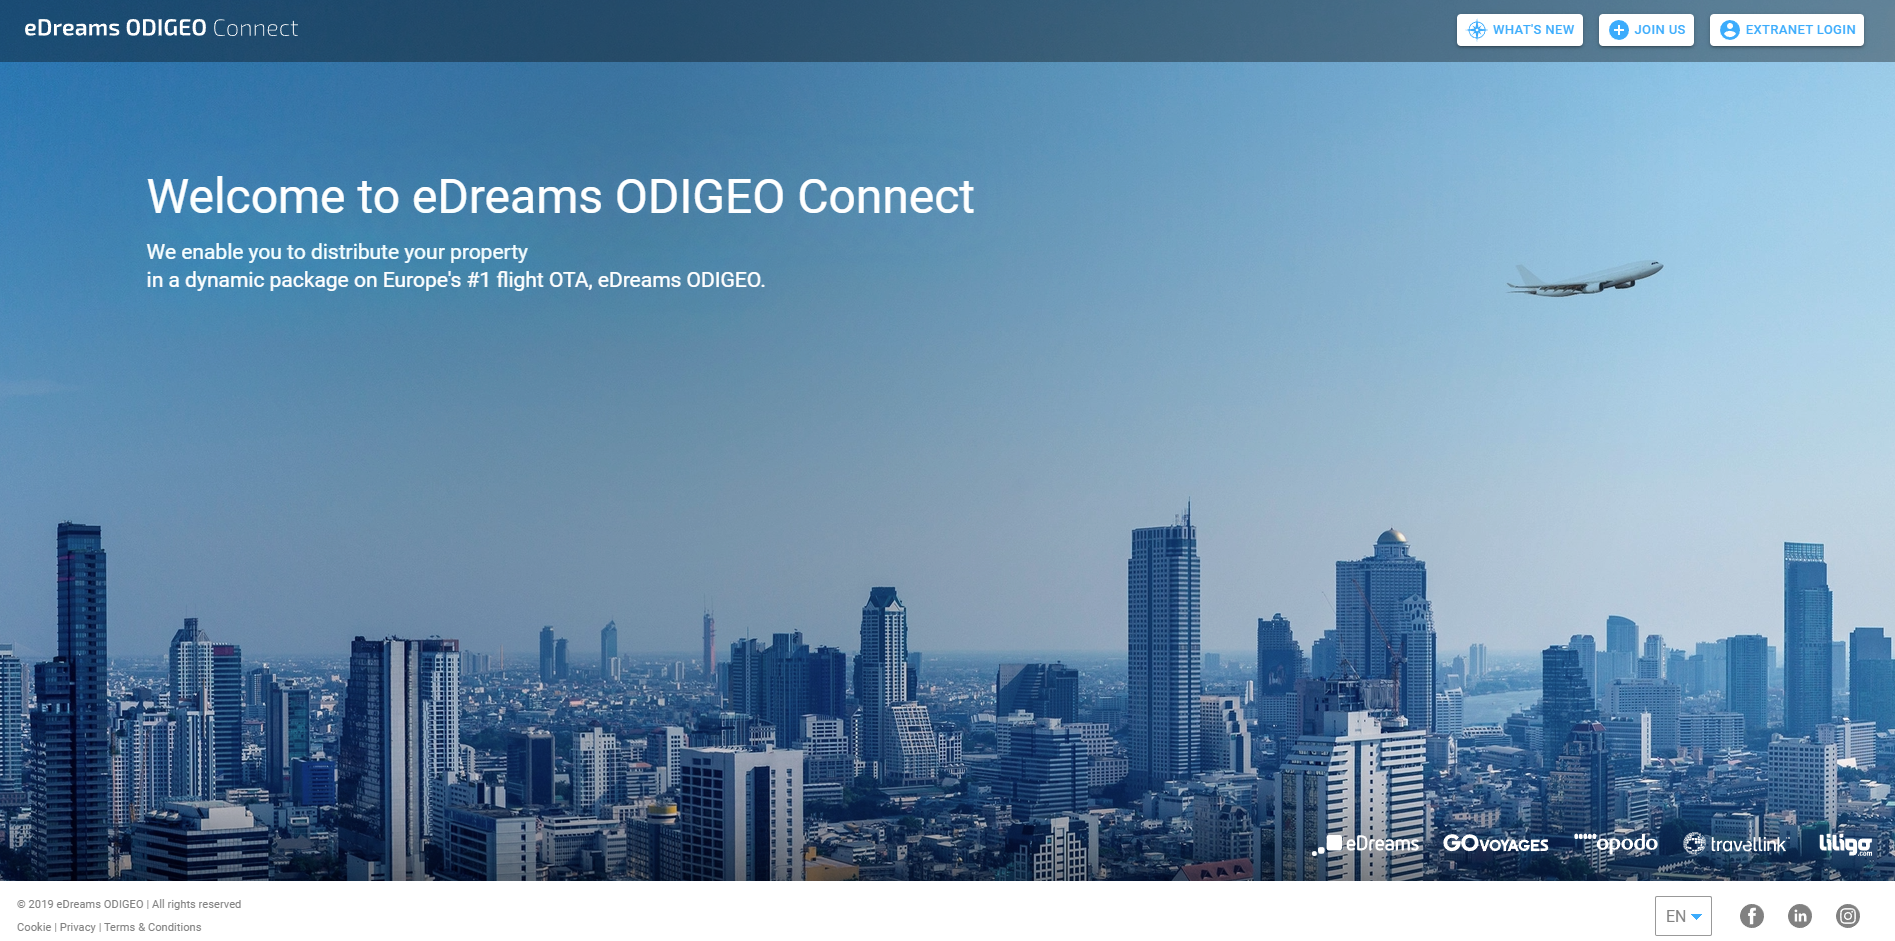 eDreams ODIGEO Connect
WHAT'S NEW
JOIN US
EXTRANET LOGIN
Welcome to eDreams ODIGEO Connect
We enable you to distribute your property
in a dynamic package on Europe's #1 flight OTA, eDreams ODIGEO.
eDreams
GO VOYAGES
opodo
travellink
liligo.com
© 2019 eDreams ODIGEO | All rights reserved
Cookie | Privacy | Terms & Conditions
EN